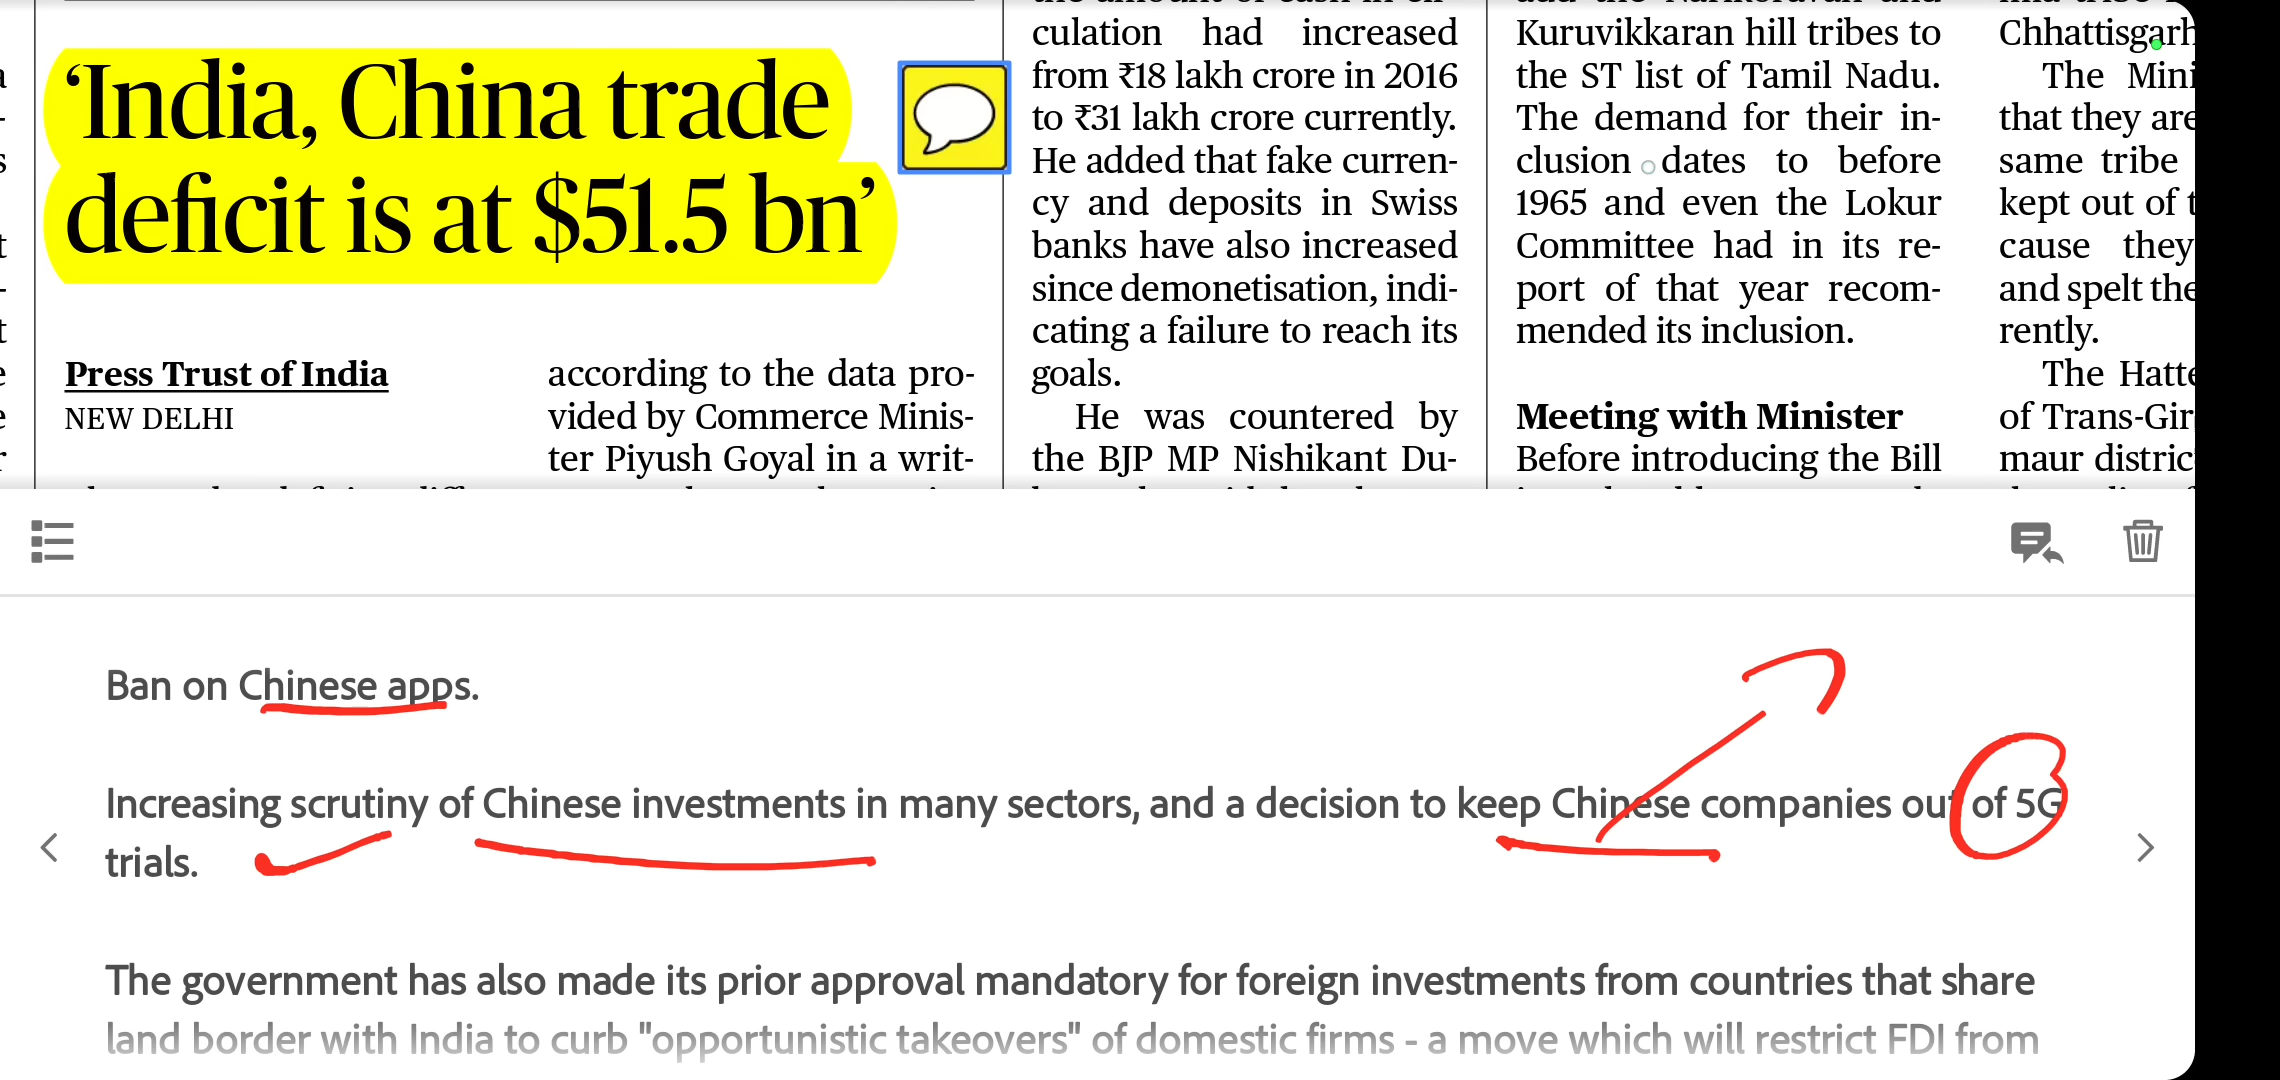 ‘India, China trade
deficit is at $51.5 bn’
Press Trust of India
NEW DELHI
according to the data pro-
vided by Commerce Minis-
ter Piyush Goyal in a writ-
culation had increased
from ₹18 lakh crore in 2016
to ₹31 lakh crore currently.
He added that fake curren-
cy and deposits in Swiss
banks have also increased
since demonetisation, indi-
cating a failure to reach its
goals.
He was countered by
the BJP MP Nishikant Du-
Kuruvikkaran hill tribes to
the ST list of Tamil Nadu.
The demand for their in-
clusion dates to before
1965 and even the Lokur
Committee had in its re-
port of that year recom-
mended its inclusion.
Meeting with Minister
Before introducing the Bill
Chhattisgarh
The Mini
that they are
same tribe
kept out of t
cause they
and spelt the
rently.
The Hatte
of Trans-Gir
maur distric
Ban on Chinese apps.
Increasing scrutiny of Chinese investments in many sectors, and a decision to keep Chinese companies out of 5G
trials.
The government has also made its prior approval mandatory for foreign investments from countries that share
land border with India to curb "opportunistic takeovers" of domestic firms - a move which will restrict FDI from